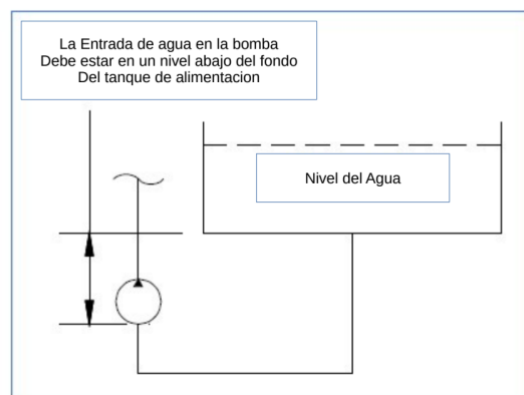 La Entrada de agua en la bomba
Debe estar en un nivel abajo del fondo
Del tanque de alimentacion
Nivel del Agua